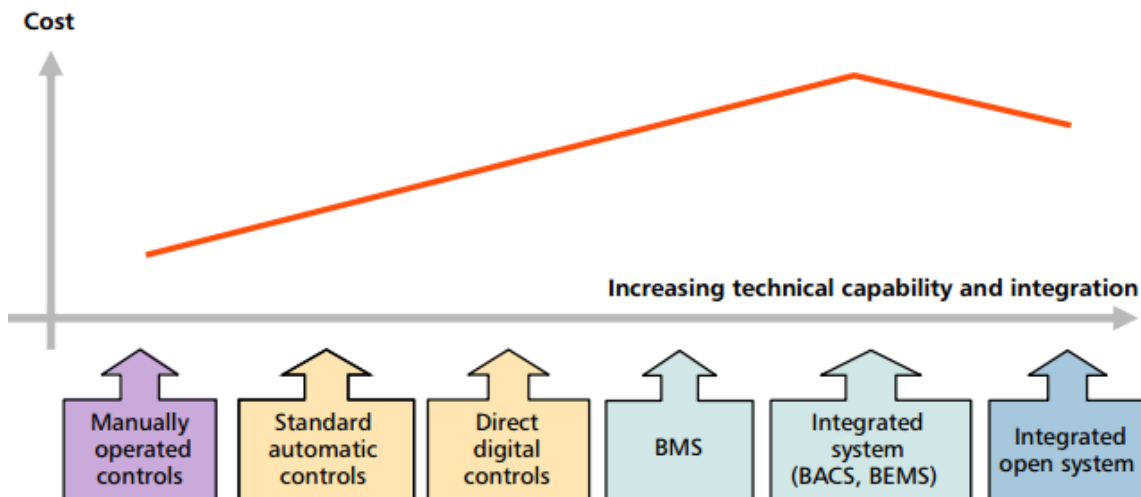 Cost
Increasing technical capability and integration
Manually
operated
controls
Standard
automatic
controls
Direct
digital
controls
BMS
Integrated
system
(BACS, BEMS)
Integrated
open system